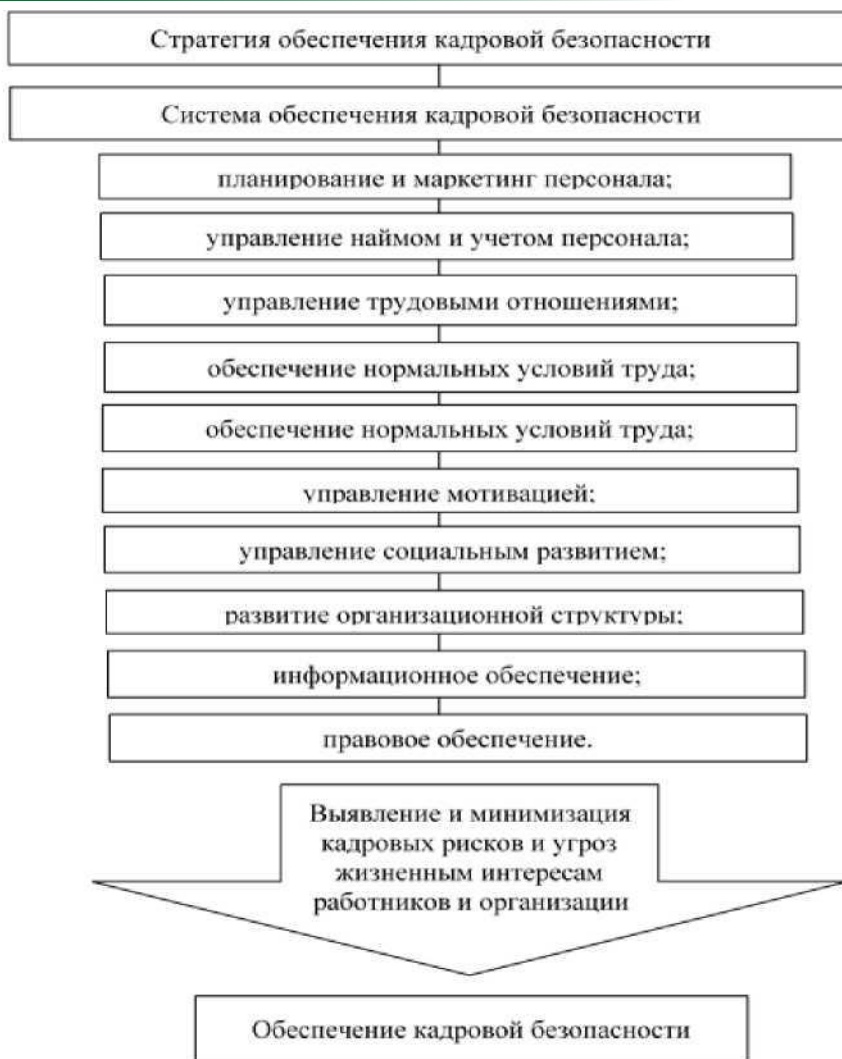 Стратегия обеспечения кадровой безопасности
Система обеспечения кадровой безопасности
планирование и маркетинг персонала;
управление наймом и учетом персонала;
управление трудовыми отношениями;
обеспечение нормальных условий труда;
обеспечение нормальных условий труда;
управление мотивацией;
управление социальным развитием;
развитие организационной структуры;
информационное обеспечение;
правовое обеспечение.
Выявление и минимизация
кадровых рисков и угроз
жизненным интересам
работников и организации
Обеспечение кадровой безопасности